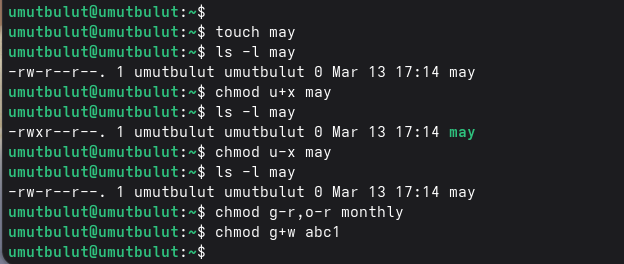 umutbulut@umutbulut:~$
umutbulut@umutbulut:~$ touch may
umutbulut@umutbulut:~$ ls -l may
-rw-r--r--. 1 umutbulut umutbulut 0 Mar 13 17:14 may
umutbulut@umutbulut:~$ chmod u+x may
umutbulut@umutbulut:~$ ls -l may
-rwxr--r--. 1 umutbulut umutbulut 0 Mar 13 17:14 may
umutbulut@umutbulut:~$ chmod u-x may
umutbulut@umutbulut:~$ ls -l may
-rw-r--r--. 1 umutbulut umutbulut 0 Mar 13 17:14 may
umutbulut@umutbulut:~$ chmod g-r,o-r monthly
umutbulut@umutbulut:~$ chmod g+w abc1
umutbulut@umutbulut:~$